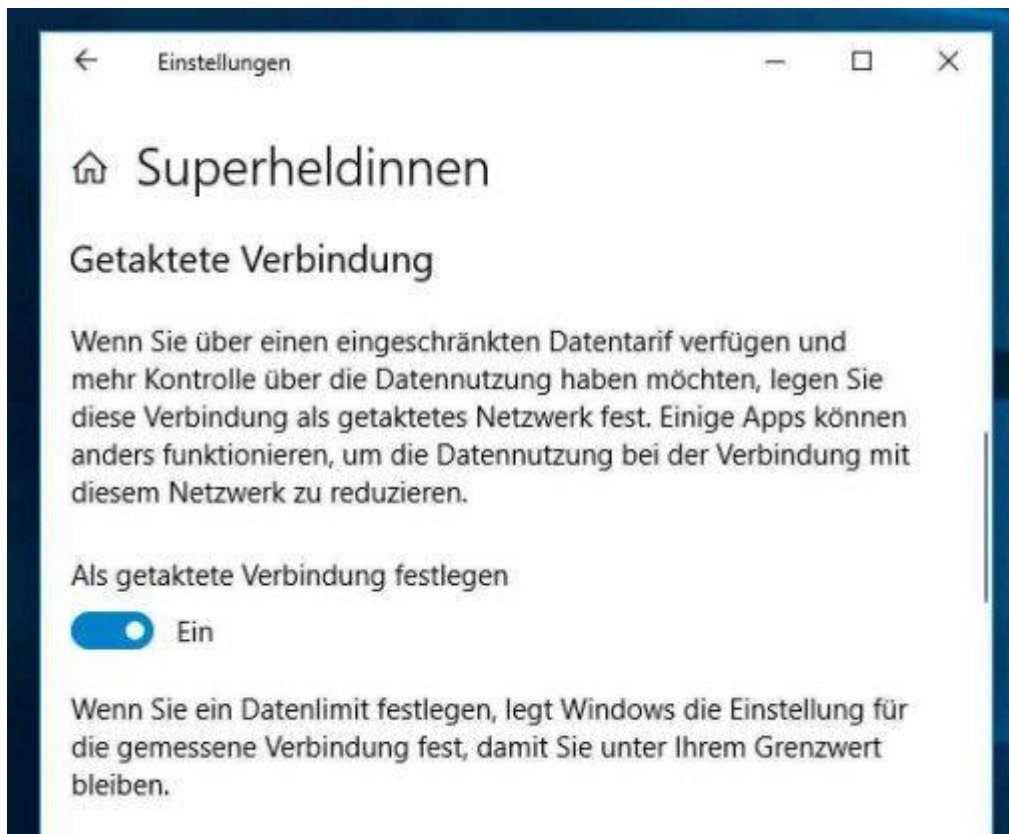 Einstellungen
Superheldinnen
Getaktete Verbindung
Wenn Sie über einen eingeschränkten Datentarif verfügen und
mehr Kontrolle über die Datennutzung haben möchten, legen Sie
diese Verbindung als getaktetes Netzwerk fest. Einige Apps können
anders funktionieren, um die Datennutzung bei der Verbindung mit
diesem Netzwerk zu reduzieren.
Als getaktete Verbindung festlegen
Ein
Wenn Sie ein Datenlimit festlegen, legt Windows die Einstellung für
die gemessene Verbindung fest, damit Sie unter Ihrem Grenzwert
bleiben.